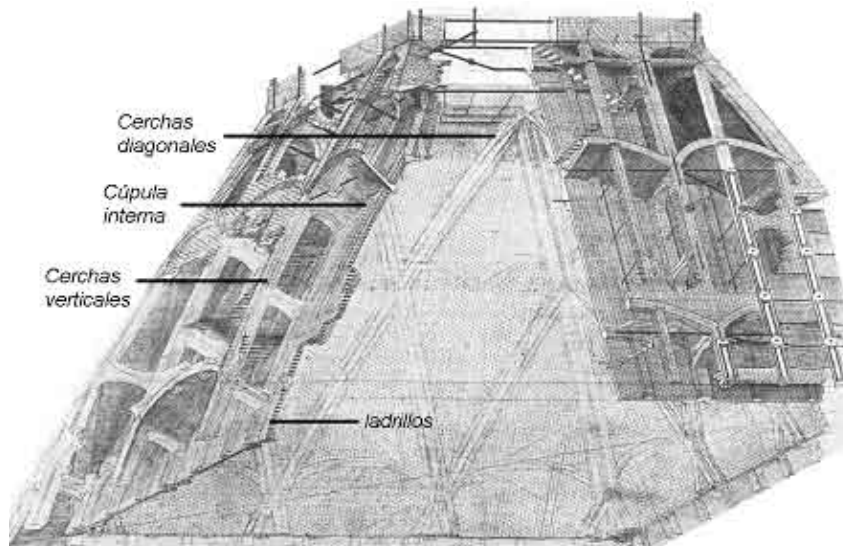 Cerchas
diagonales
Cúpula
interna
Cerchas
verticales
ladrillos